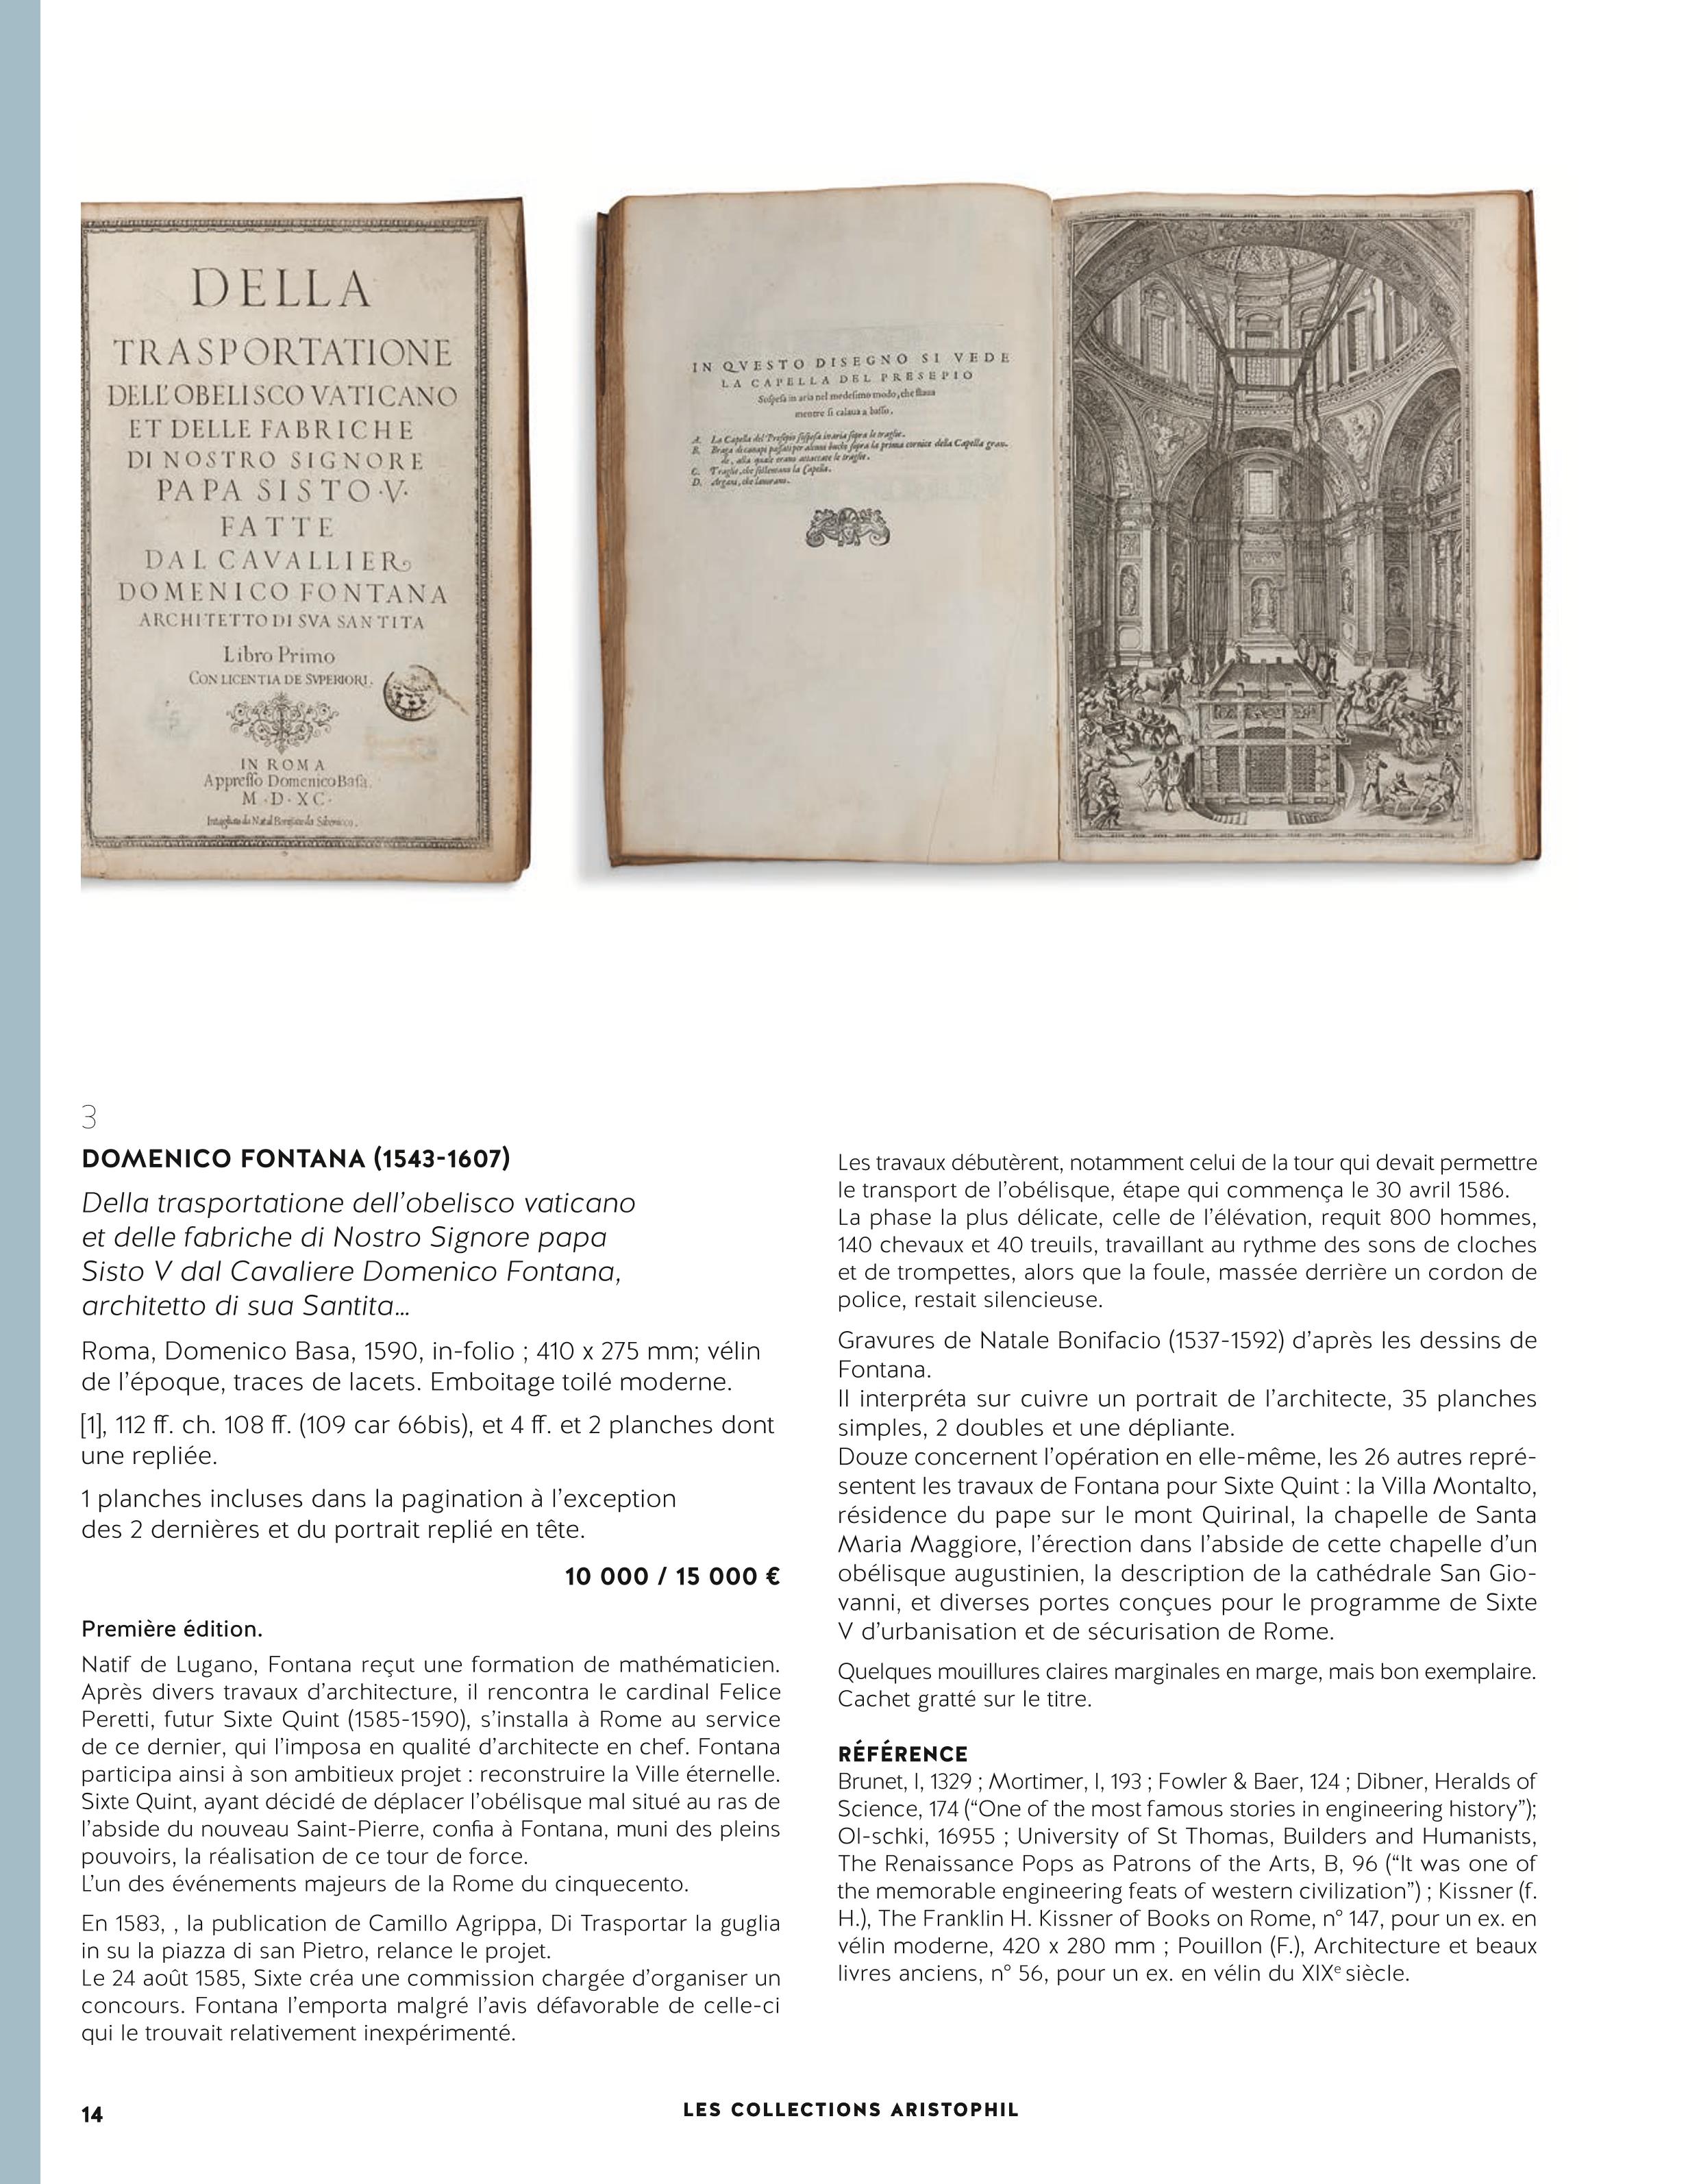 DELLA
TRASPORTATIONE
DELL'OBELISCO VATICANO
ET DELLE FABRICHE
DI NOSTRO SIGNORE
PAPA SISTO·V·
FATTE
DAL CAVALLIER
DOMENICO FONTANA
ARCHITETTO DI SVA SANTITA
Libro Primo
CON LICENTIA DE SVPERIORI.
IN ROMA
Appresso Domenico Basa.
M·D·XC·
Intagliato da Natal Bonifatio da Sibenicco.
IN QVESTO DISEGNO SI VEDE
LA CAPELLA DEL PRESEPIO
Sospesa in aria nel medesimo modo, che staua
mentre si calaua a basso.
A. La Capella del Presepio sospesa in aria sopra le traglie.
B. Braga di canapi passati per alcuni buchi sopra la prima cornice della Capella gran-
de, alla quale erano attaccate le traglie.
C. Traglie, che sosteneano la Capella.
D. Argani, che lauorano.
3
DOMENICO FONTANA (1543-1607)
Della trasportatione dell'obelisco vaticano
et delle fabriche di Nostro Signore papa
Sisto V dal Cavaliere Domenico Fontana,
architetto di sua Santita…
Roma, Domenico Basa, 1590, in-folio ; 410 x 275 mm; vélin
de l'époque, traces de lacets. Emboitage toilé moderne.
[1], 112 ff. ch. 108 ff. (109 car 66bis), et 4 ff. et 2 planches dont
une repliée.
1 planches incluses dans la pagination à l'exception
des 2 dernières et du portrait replié en tête.
10 000 / 15 000 €
Première édition.
Natif de Lugano, Fontana reçut une formation de mathématicien.
Après divers travaux d'architecture, il rencontra le cardinal Felice
Peretti, futur Sixte Quint (1585-1590), s'installa à Rome au service
de ce dernier, qui l'imposa en qualité d'architecte en chef. Fontana
participa ainsi à son ambitieux projet : reconstruire la Ville éternelle.
Sixte Quint, ayant décidé de déplacer l'obélisque mal situé au ras de
l'abside du nouveau Saint-Pierre, confia à Fontana, muni des pleins
pouvoirs, la réalisation de ce tour de force.
L'un des événements majeurs de la Rome du cinquecento.
En 1583, , la publication de Camillo Agrippa, Di Trasportar la guglia
in su la piazza di san Pietro, relance le projet.
Le 24 août 1585, Sixte créa une commission chargée d'organiser un
concours. Fontana l'emporta malgré l'avis défavorable de celle-ci
qui le trouvait relativement inexpérimenté.
Les travaux débutèrent, notamment celui de la tour qui devait permettre
le transport de l'obélisque, étape qui commença le 30 avril 1586.
La phase la plus délicate, celle de l'élévation, requit 800 hommes,
140 chevaux et 40 treuils, travaillant au rythme des sons de cloches
et de trompettes, alors que la foule, massée derrière un cordon de
police, restait silencieuse.
Gravures de Natale Bonifacio (1537-1592) d'après les dessins de
Fontana.
Il interpréta sur cuivre un portrait de l'architecte, 35 planches
simples, 2 doubles et une dépliante.
Douze concernent l'opération en elle-même, les 26 autres repré-
sentent les travaux de Fontana pour Sixte Quint : la Villa Montalto,
résidence du pape sur le mont Quirinal, la chapelle de Santa
Maria Maggiore, l'érection dans l'abside de cette chapelle d'un
obélisque augustinien, la description de la cathédrale San Gio-
vanni, et diverses portes conçues pour le programme de Sixte
V d'urbanisation et de sécurisation de Rome.
Quelques mouillures claires marginales en marge, mais bon exemplaire.
Cachet gratté sur le titre.
RÉFÉRENCE
Brunet, I, 1329 ; Mortimer, I, 193 ; Fowler & Baer, 124 ; Dibner, Heralds of
Science, 174 (“One of the most famous stories in engineering history”);
Ol-schki, 16955 ; University of St Thomas, Builders and Humanists,
The Renaissance Pops as Patrons of the Arts, B, 96 (“It was one of
the memorable engineering feats of western civilization”) ; Kissner (f.
H.), The Franklin H. Kissner of Books on Rome, n° 147, pour un ex. en
vélin moderne, 420 x 280 mm ; Pouillon (F.), Architecture et beaux
livres anciens, n° 56, pour un ex. en vélin du XIXe siècle.
14
LES COLLECTIONS ARISTOPHIL